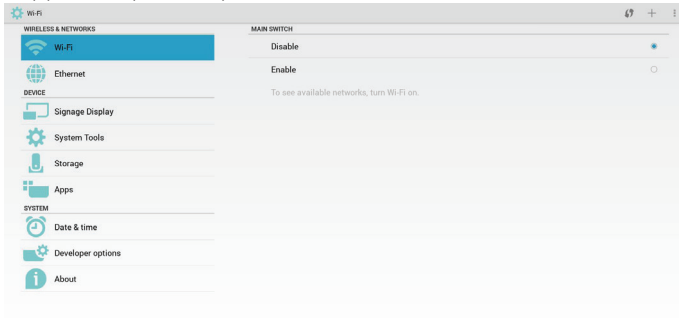 Wi-Fi
WIRELESS & NETWORKS
Wi-Fi
Ethernet
DEVICE
Signage Display
System Tools
Storage
Apps
SYSTEM
Date & time
Developer options
About
MAIN SWITCH
Disable
Enable
To see available networks, turn Wi-Fi on.